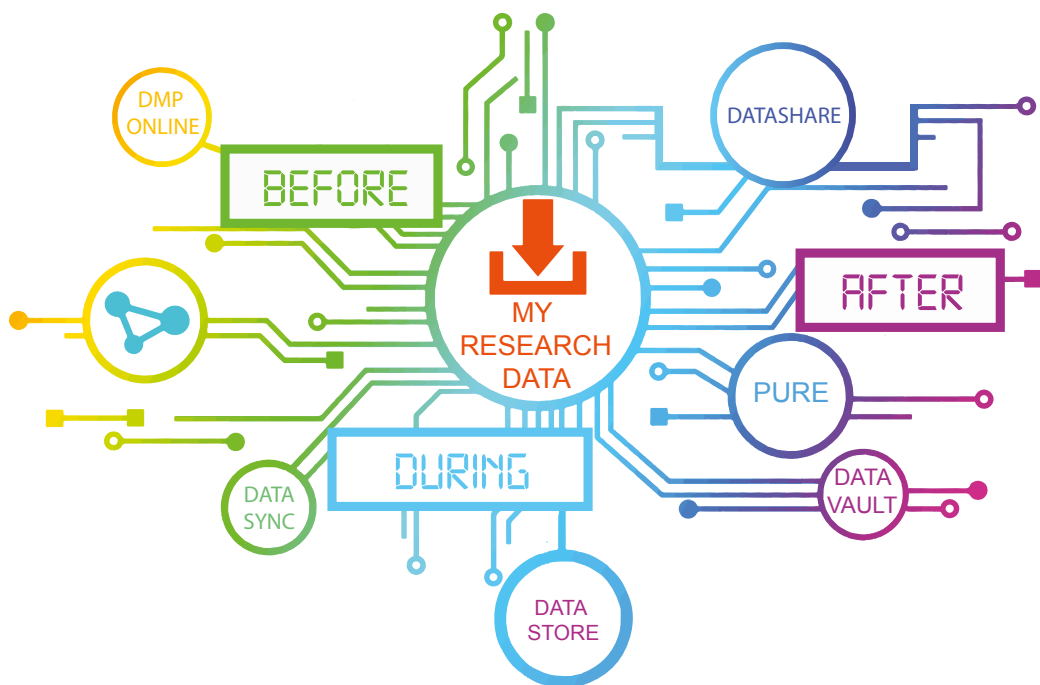 DMP
ONLINE
BEFORE
DATASHARE
MY
RESEARCH
DATA
AFTER
PURE
DATA
VAULT
DATA
SYNC
DURING
DATA
STORE